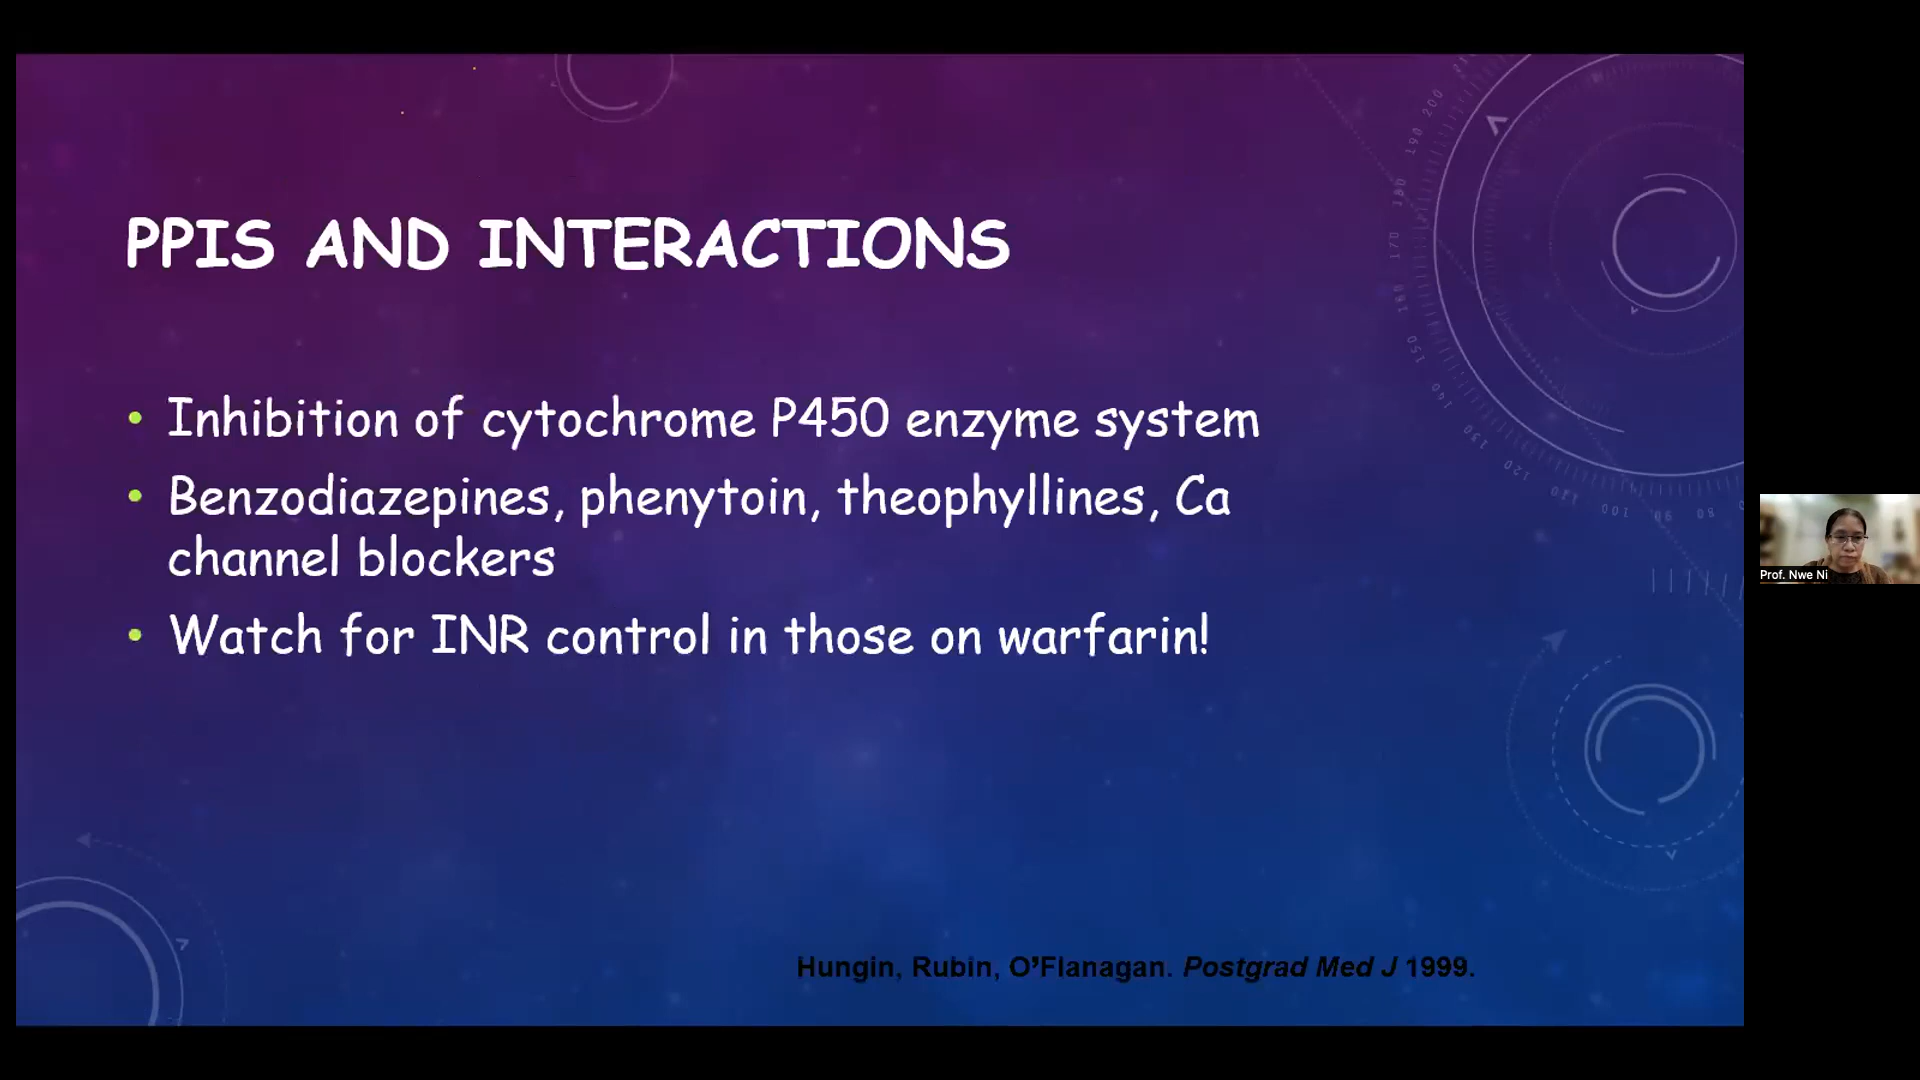 PPIS AND INTERACTIONS
• Inhibition of cytochrome P450 enzyme system
• Benzodiazepines, phenytoin, theophyllines, Ca
channel blockers
• Watch for INR control in those on warfarin!
Hungin, Rubin, O’Flanagan. Postgrad Med J 1999.
Prof. Nwe Ni